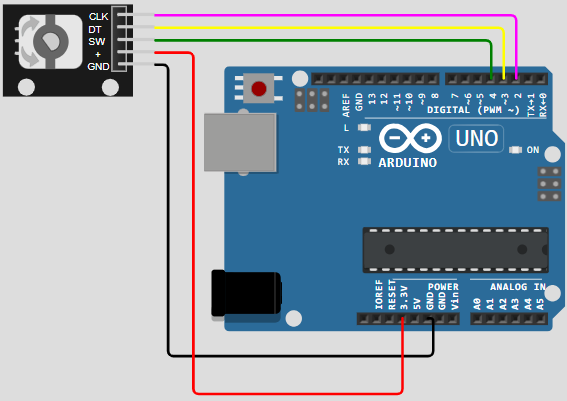 CLK
DT
SW
+
GND
AREF
GND
13
12
~11
~10
~9
8
7
~6
~5
4
~3
2
TX→1
RX←0
DIGITAL (PWM ~)
L
TX
RX
ARDUINO
UNO
ON
IOREF
RESET
3.3V
5V
GND
GND
Vin
POWER
ANALOG IN
A0
A1
A2
A3
A4
A5